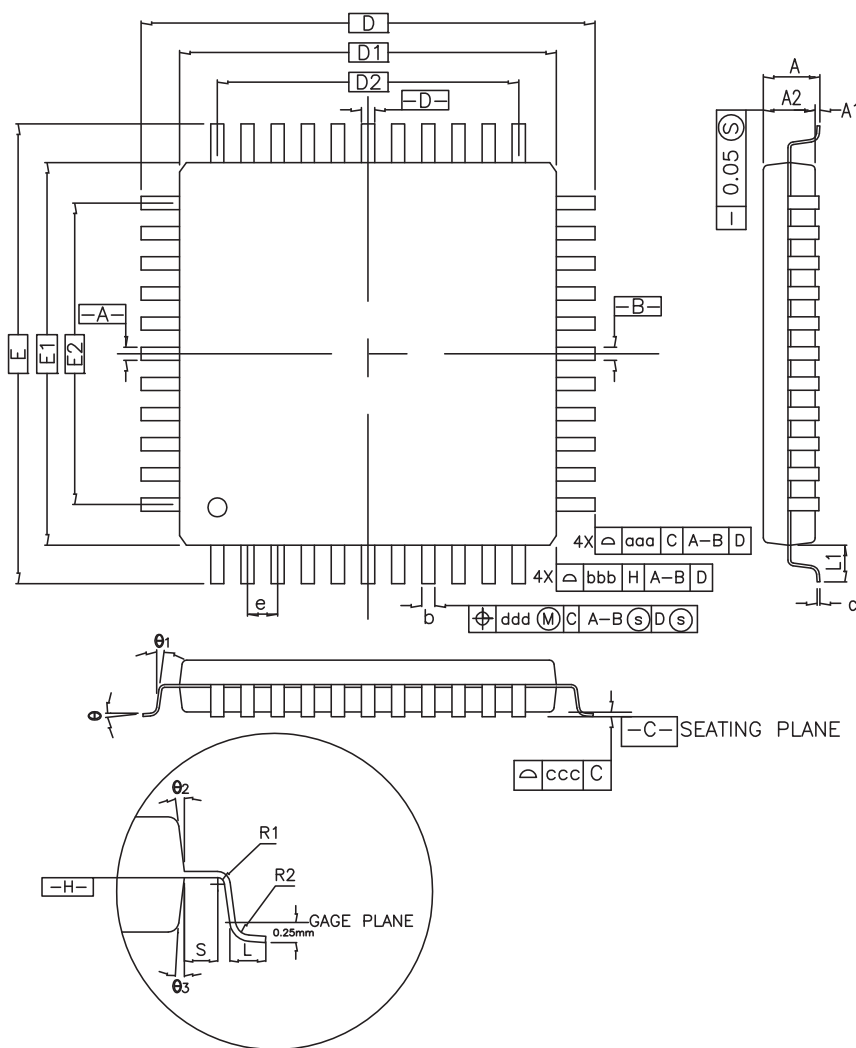 D
D1
D2
-D-
A
A2
A1
0.05 Ⓢ
-A-
-B-
E
E1
E2
4X aaa C A-B D
4X bbb H A-B D
e
b
ddd Ⓜ C A-B Ⓢ D Ⓢ
L1
c
θ1
θ
-C- SEATING PLANE
ccc C
θ2
R1
R2
-H-
GAGE PLANE
0.25mm
S
L
θ3